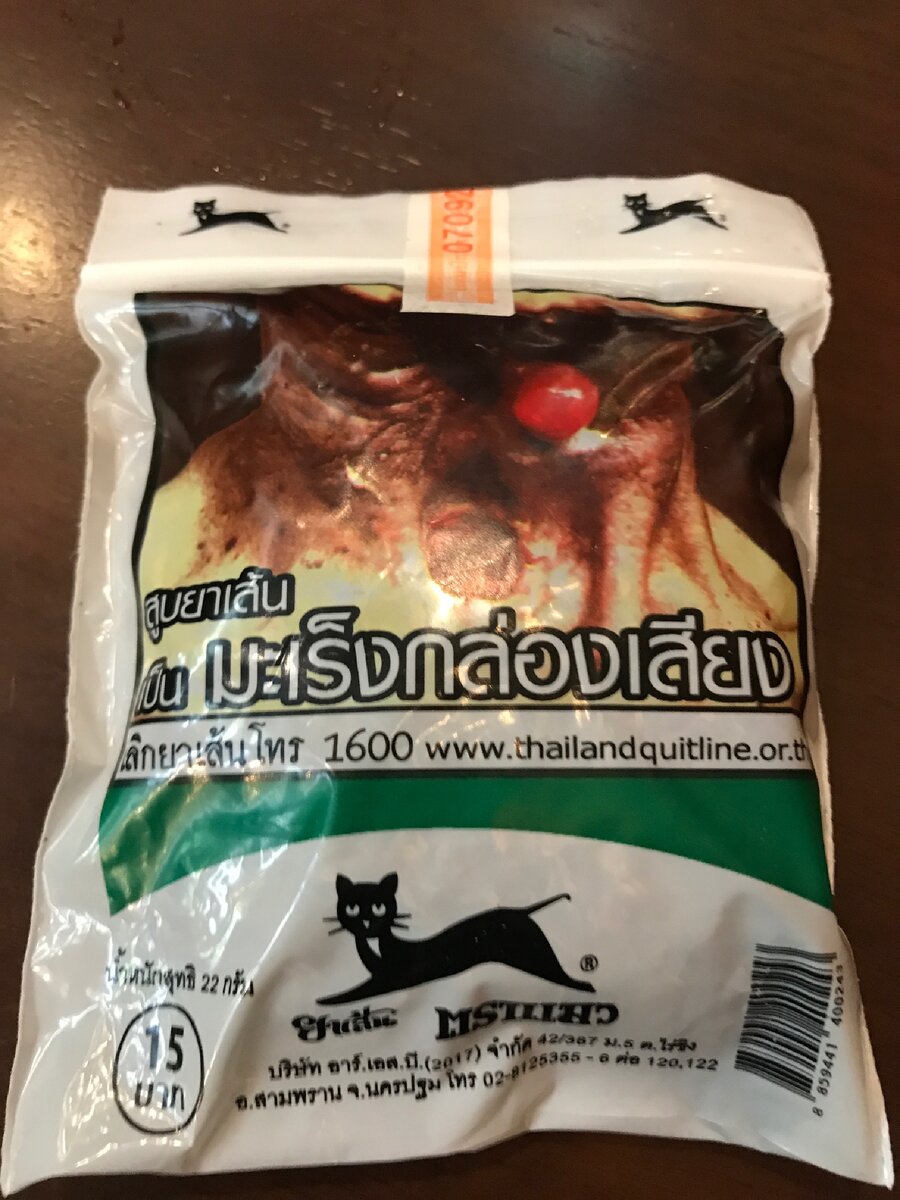 07092
สูบยาเส้น
เป็น มะเร็งกล่องเสียง
เลิกยาเส้นโทร 1600 www.thailandquitline.or.th
®
น้ำหนักสุทธิ 22 กรัม
ยาเส้น ตราแมว
15
บาท
บริษัท อาร์.เอส.บี.(2017) จำกัด 42/367 ม.5 ต.ไร่ขิง
อ.สามพราน จ.นครปฐม โทร 02-8125355 - 6 ต่อ 120,122
8 859441 400243